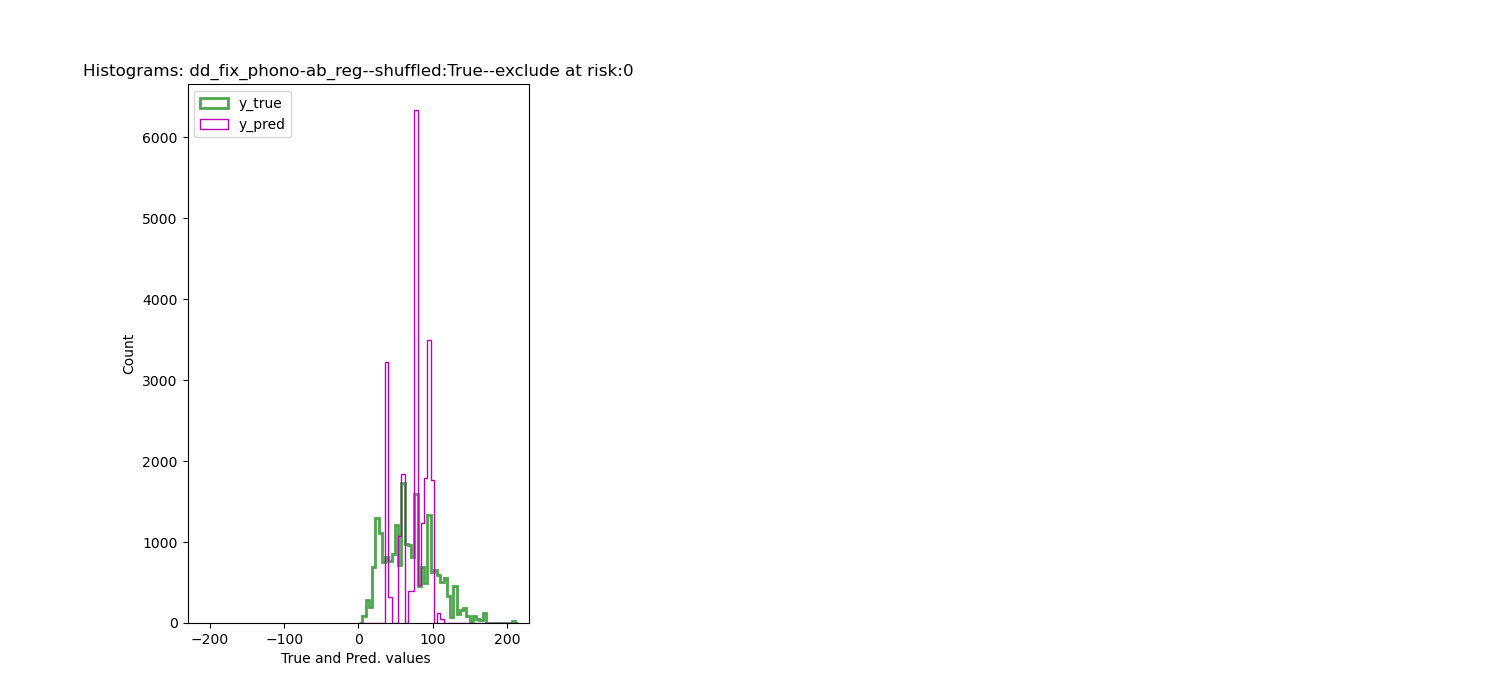 Histograms: dd_fix_phono-ab_reg--shuffled:True--exclude at risk:0
y_true
y_pred
6000
5000
4000
3000
2000
1000
0
Count
−200 −100 0 100 200
True and Pred. values